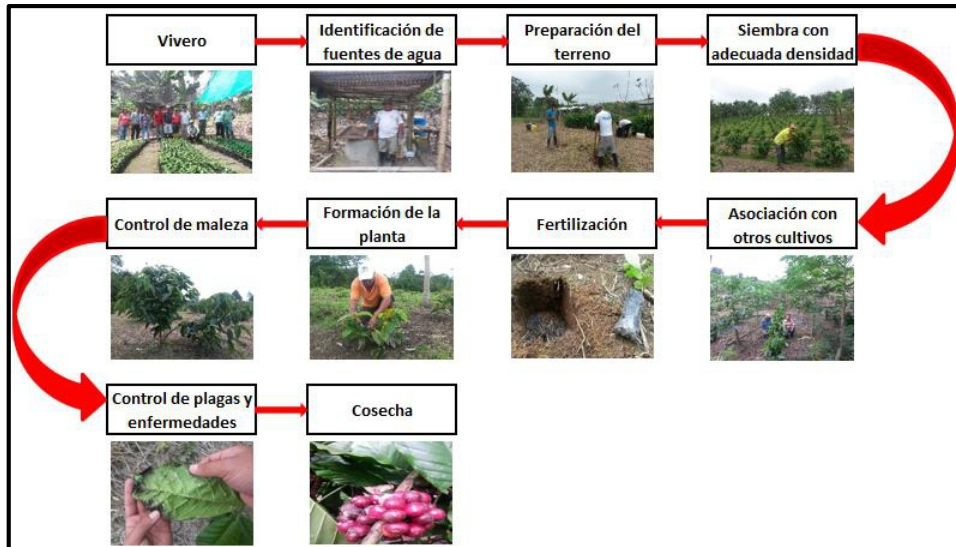 Vivero
Identificación de
fuentes de agua
Preparación del
terreno
Siembra con
adecuada densidad
Asociación con
otros cultivos
Fertilización
Formación de la
planta
Control de maleza
Control de plagas y
enfermedades
Cosecha